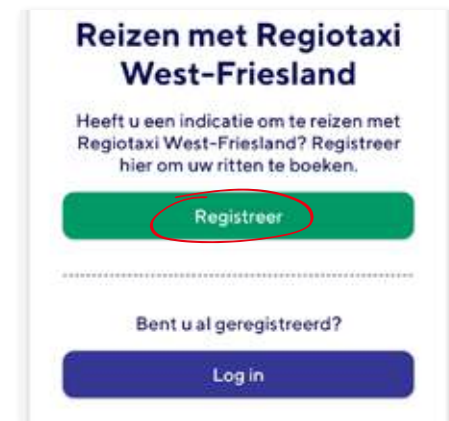 Reizen met Regiotaxi
West-Friesland
Heeft u een indicatie om te reizen met
Regiotaxi West-Friesland? Registreer
hier om uw ritten te boeken.
Registreer
Bent u al geregistreerd?
Log in